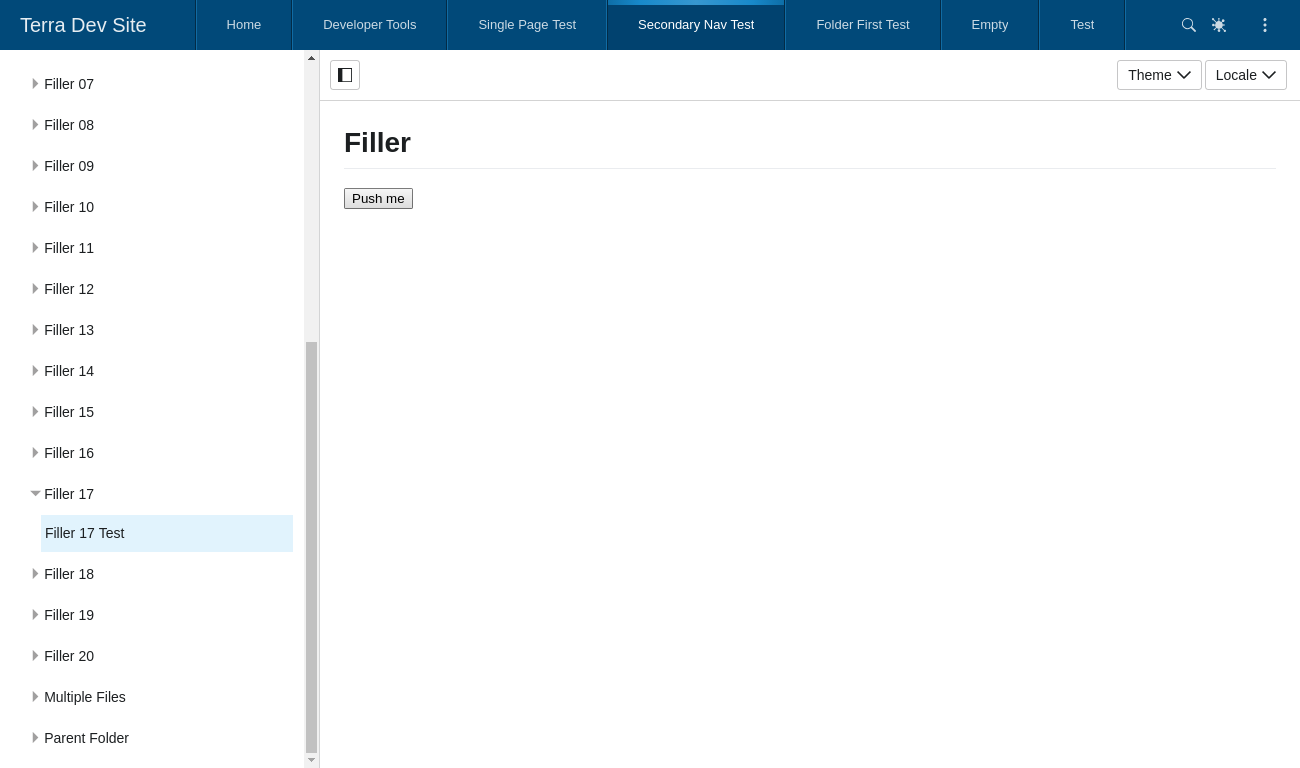 Terra Dev Site
Home
Developer Tools
Single Page Test
Secondary Nav Test
Folder First Test
Empty
Test
Filler 07
Filler 08
Filler 09
Filler 10
Filler 11
Filler 12
Filler 13
Filler 14
Filler 15
Filler 16
Filler 17
Filler 17 Test
Filler 18
Filler 19
Filler 20
Multiple Files
Parent Folder
Theme
Locale
Filler
Push me